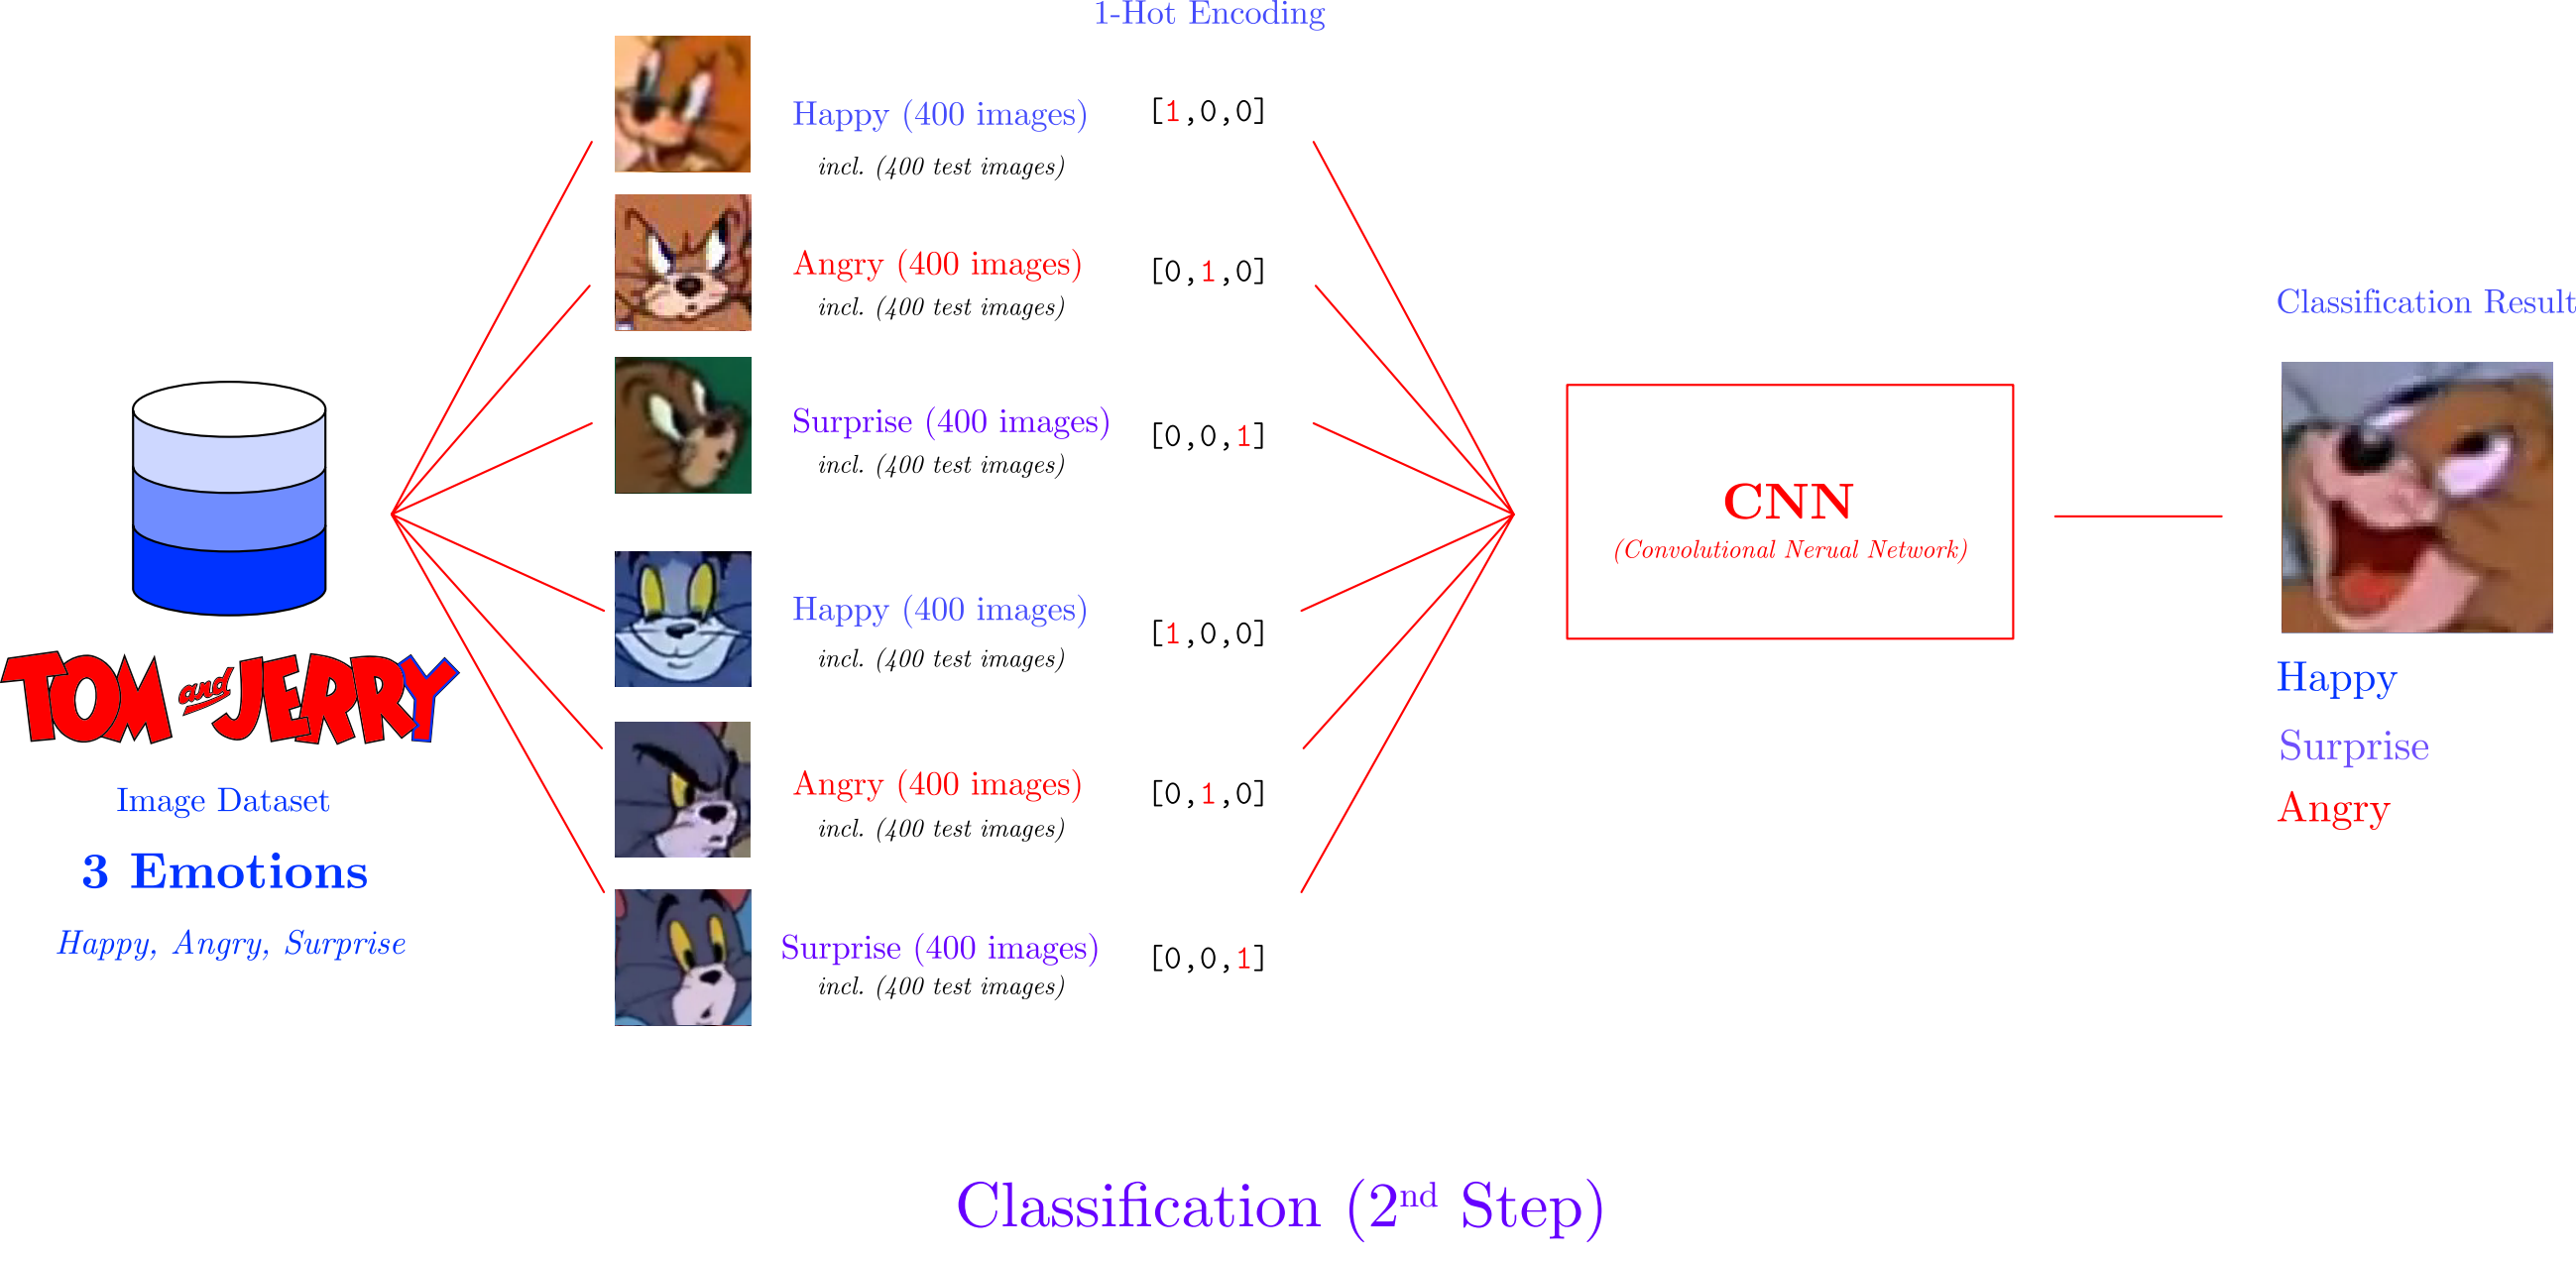 1-Hot Encoding
Happy (400 images) [1,0,0]
incl. (400 test images)
Angry (400 images) [0,1,0]
incl. (400 test images)
Surprise (400 images) [0,0,1]
incl. (400 test images)
Happy (400 images) [1,0,0]
incl. (400 test images)
Angry (400 images) [0,1,0]
incl. (400 test images)
Surprise (400 images) [0,0,1]
incl. (400 test images)
TOM and JERRY
Image Dataset
3 Emotions
Happy, Angry, Surprise
CNN
(Convolutional Nerual Network)
Classification Result
Happy
Surprise
Angry
Classification (2nd Step)